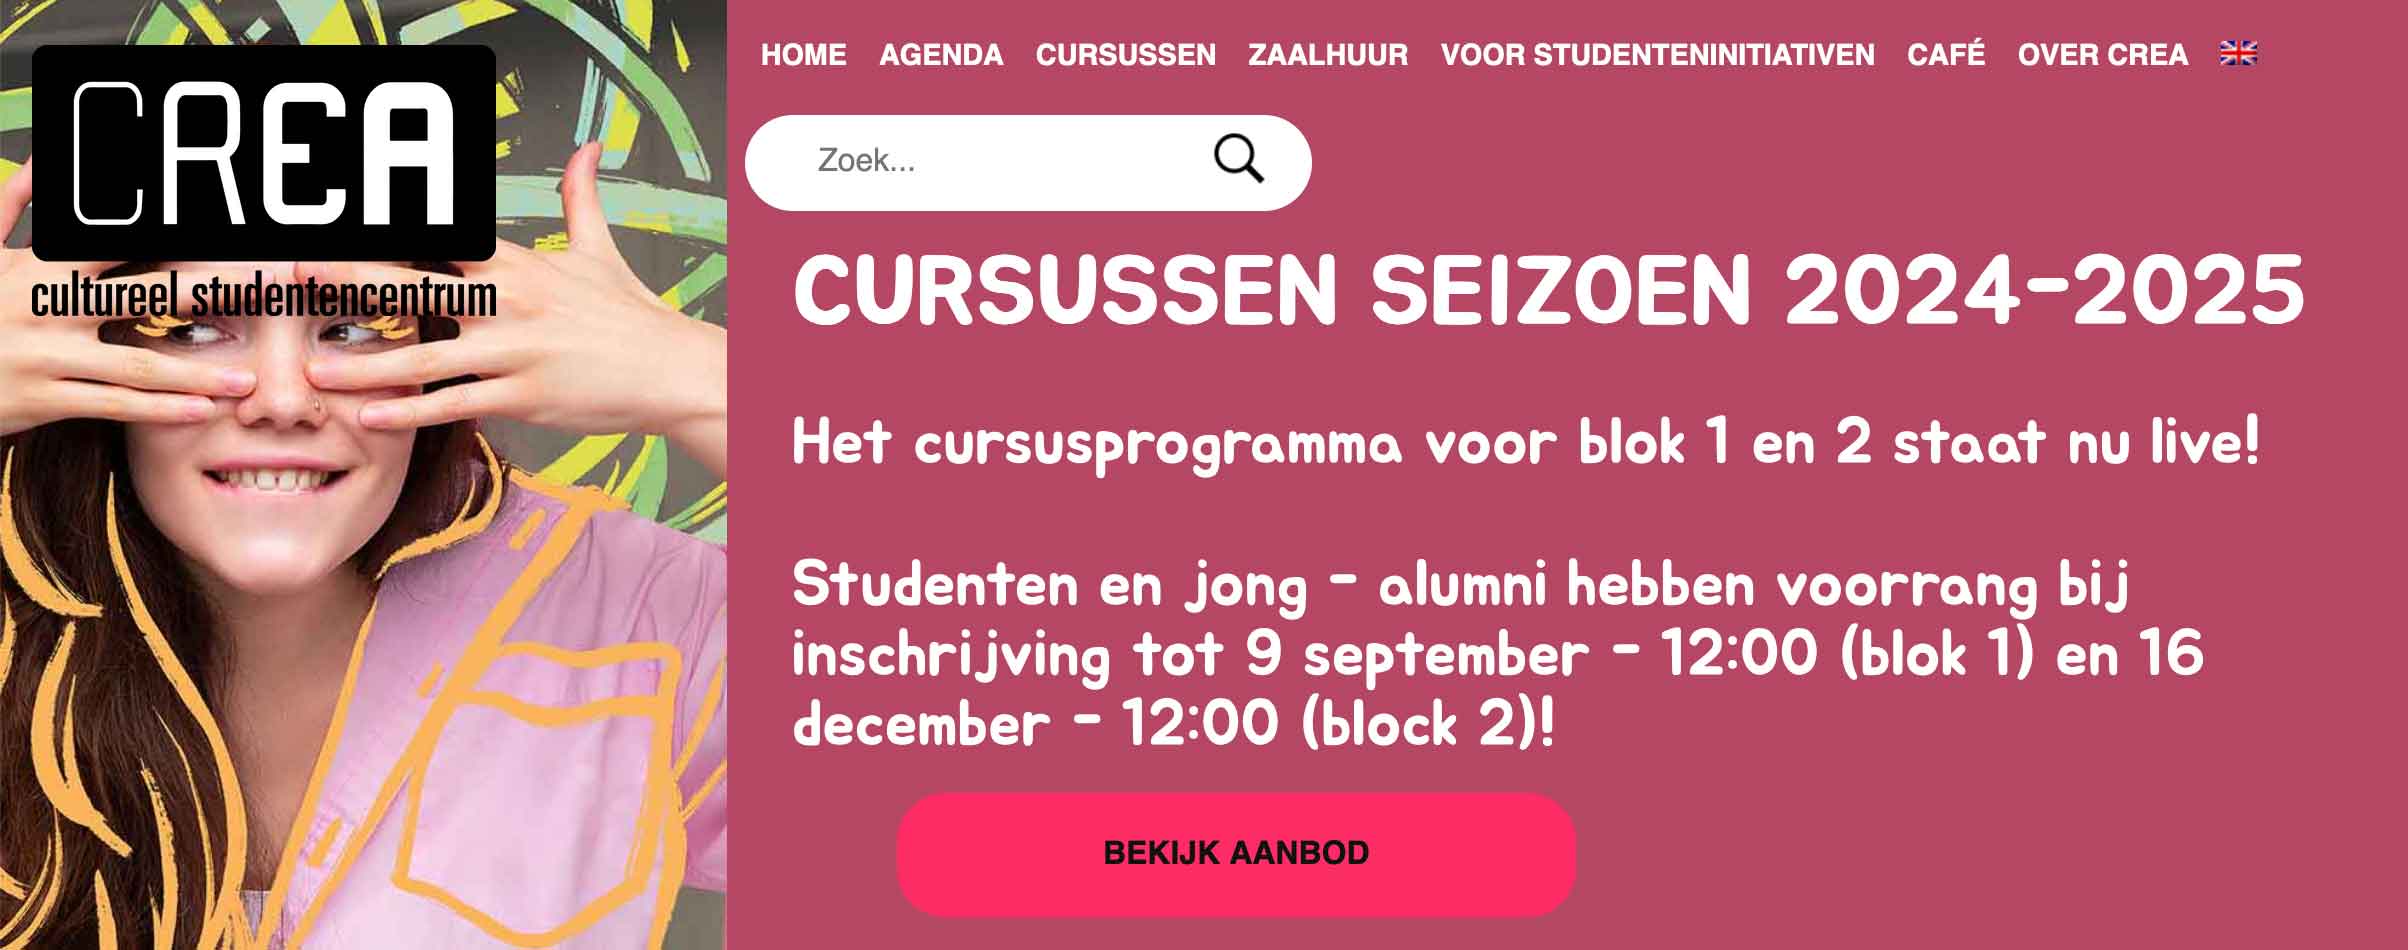 CREA
cultureel studentencentrum
HOME AGENDA CURSUSSEN ZAALHUUR VOOR STUDENTENINITIATIVEN CAFÉ OVER CREA
Zoek...
CURSUSSEN SEIZOEN 2024-2025
Het cursusprogramma voor blok 1 en 2 staat nu live!
Studenten en jong - alumni hebben voorrang bij
inschrijving tot 9 september - 12:00 (blok 1) en 16
december - 12:00 (block 2)!
BEKIJK AANBOD